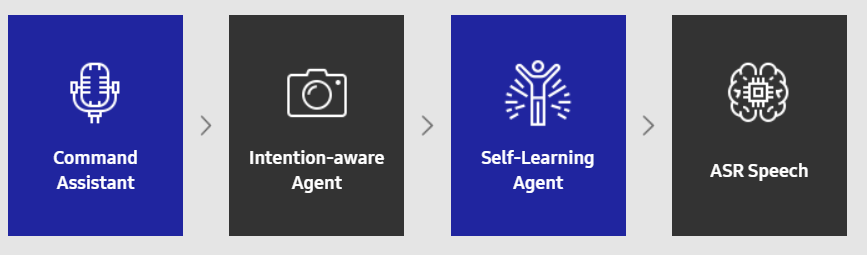 Command
Assistant
Intention-aware
Agent
Self-Learning
Agent
ASR Speech